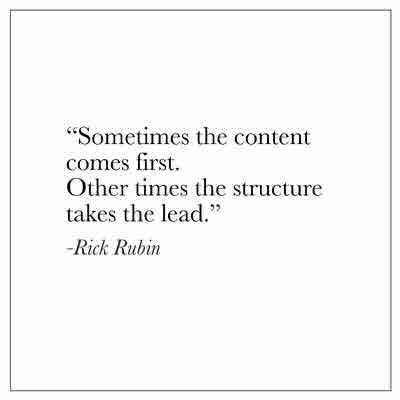 “Sometimes the content
comes first.
Other times the structure
takes the lead.”
-Rick Rubin